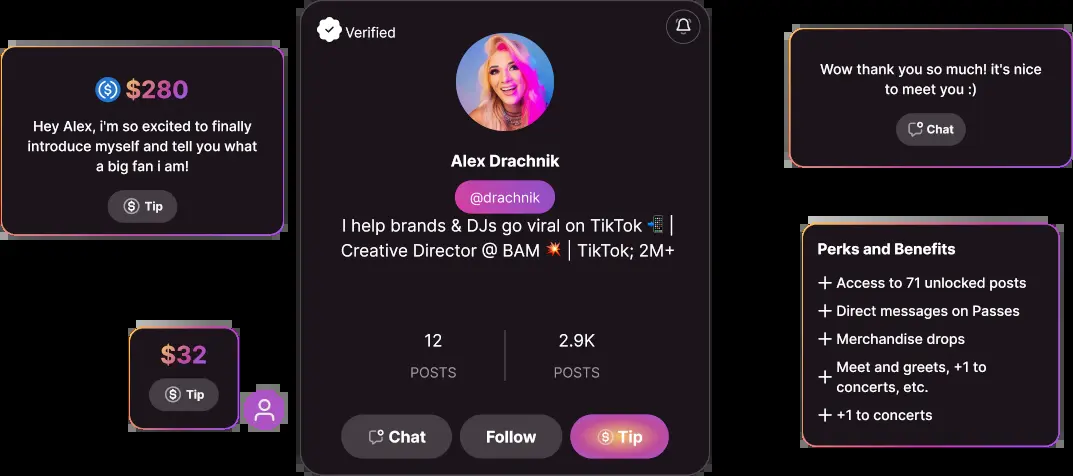 $280
Hey Alex, i'm so excited to finally
introduce myself and tell you what
a big fan i am!
Tip
$32
Tip
Verified
Alex Drachnik
@drachnik
I help brands & DJs go viral on TikTok 📲 |
Creative Director @ BAM 💥 | TikTok; 2M+
12
POSTS
2.9K
POSTS
Chat
Follow
Tip
Wow thank you so much! it's nice
to meet you :)
Chat
Perks and Benefits
+ Access to 71 unlocked posts
+ Direct messages on Passes
+ Merchandise drops
+ Meet and greets, +1 to
concerts, etc.
+ +1 to concerts